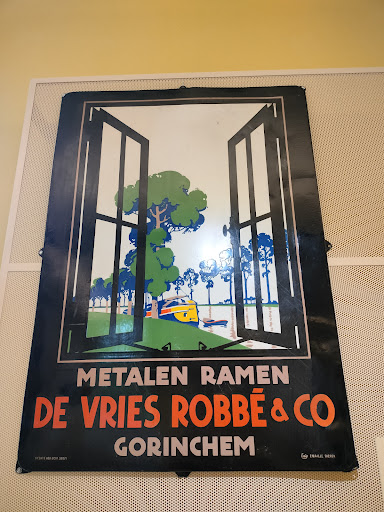 METALEN RAMEN
DE VRIES ROBBÉ & CO
GORINCHEM